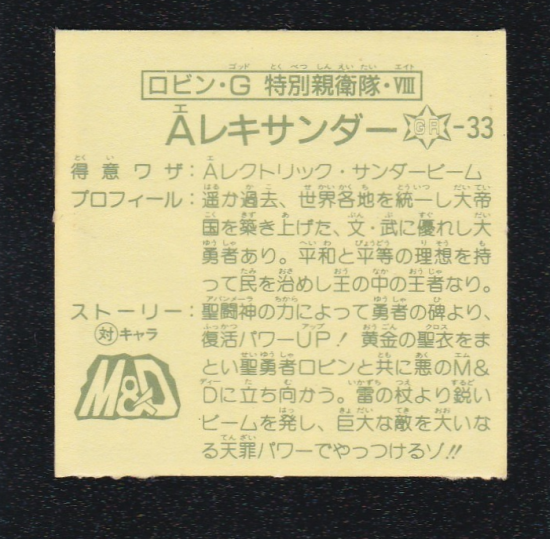 ロビン・G 特別親衛隊・VIII
Aレキサンダー GR-33
得意ワザ：Aレクトリック・サンダービーム
プロフィール：遥か過去、世界各地を統一し大帝
国を築き上げた、文・武に優れし大
勇者あり。平和と平等の理想を持
って民を治めし王の中の王者なり。
ストーリー：聖闘神の力によって勇者の碑より、
対キャラ 復活パワーUP！黄金の聖衣をま
とい聖勇者ロビンと共に悪のM&
M&D Dに立ち向かう。雷の杖より鋭い
ビームを発し、巨大な敵を大いな
る天罪パワーでやっつけるゾ!!